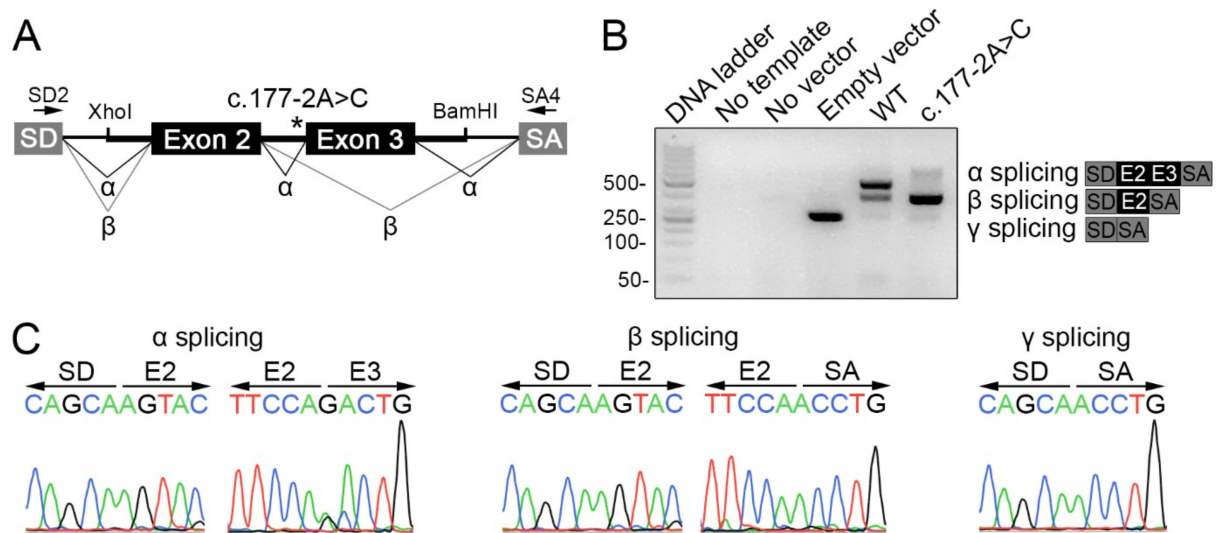 A
SD2
XhoI
c.177-2A>C
*
BamHI
SA4
SD
Exon 2
Exon 3
SA
α
α
α
β
β
B
DNA ladder
No template
No vector
Empty vector
WT
c.177-2A>C
500-
250-
100-
50-
α splicing SD E2 E3 SA
β splicing SD E2 SA
γ splicing SD SA
C
α splicing
β splicing
γ splicing
SD E2
E2 E3
SD E2
E2 SA
SD SA
CAGCAAGTAC
TTCCAGACTG
CAGCAAGTAC
TTCCAACCTG
CAGCAACCTG